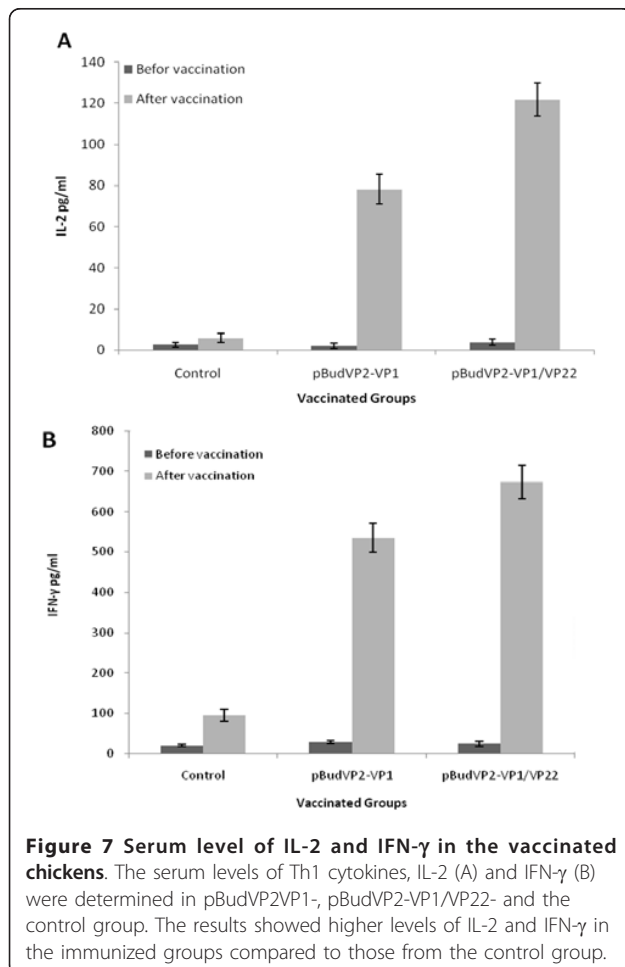 A
140
120
100
80
60
40
20
0
IL-2 pg/ml
Befor vaccination
After vaccination
Control pBudVP2-VP1 pBudVP2-VP1/VP22
Vaccinated Groups
B
800
700
600
500
400
300
200
100
0
IFN-γ pg/ml
Before vaccination
After vaccination
Control pBudVP2-VP1 pBudVP2-VP1/VP22
Vaccinated Groups
Figure 7 Serum level of IL-2 and IFN-γ in the vaccinated
chickens. The serum levels of Th1 cytokines, IL-2 (A) and IFN-γ (B)
were determined in pBudVP2VP1-, pBudVP2-VP1/VP22- and the
control group. The results showed higher levels of IL-2 and IFN-γ in
the immunized groups compared to those from the control group.